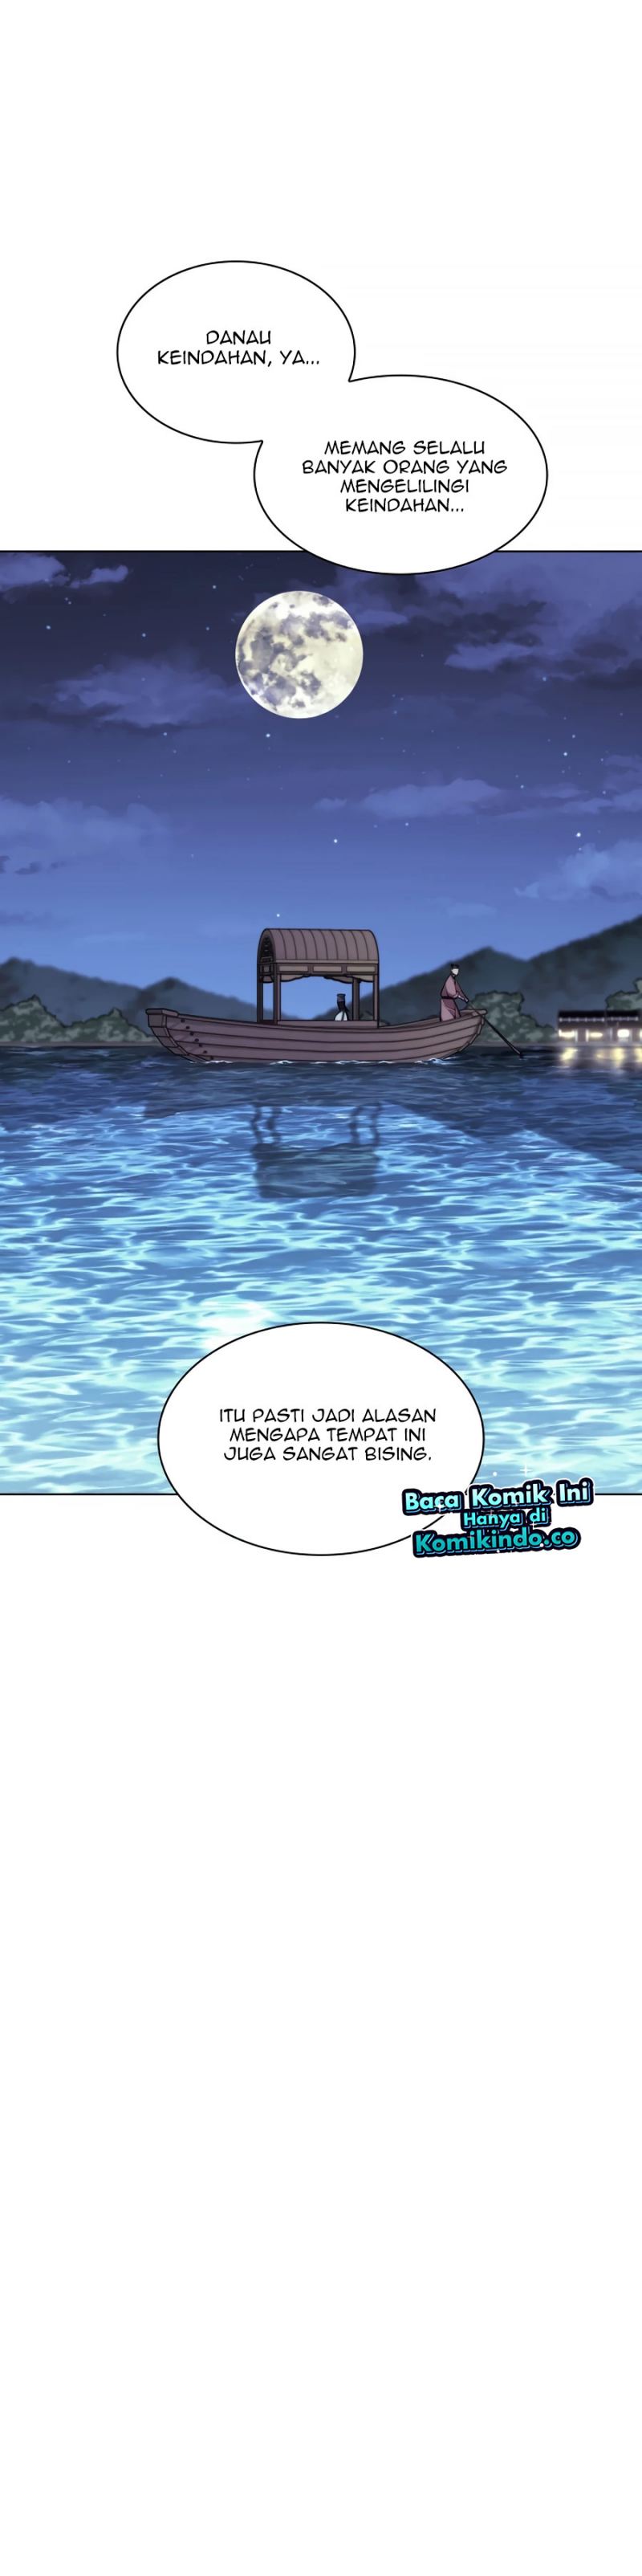 DANAU
KEINDAHAN, YA...
MEMANG SELALU
BANYAK ORANG YANG
MENGELILINGI
KEINDAHAN...
ITU PASTI JADI ALASAN
MENGAPA TEMPAT INI
JUGA SANGAT BISING.
Baca Komik Ini
Hanya di
Komikindo.co